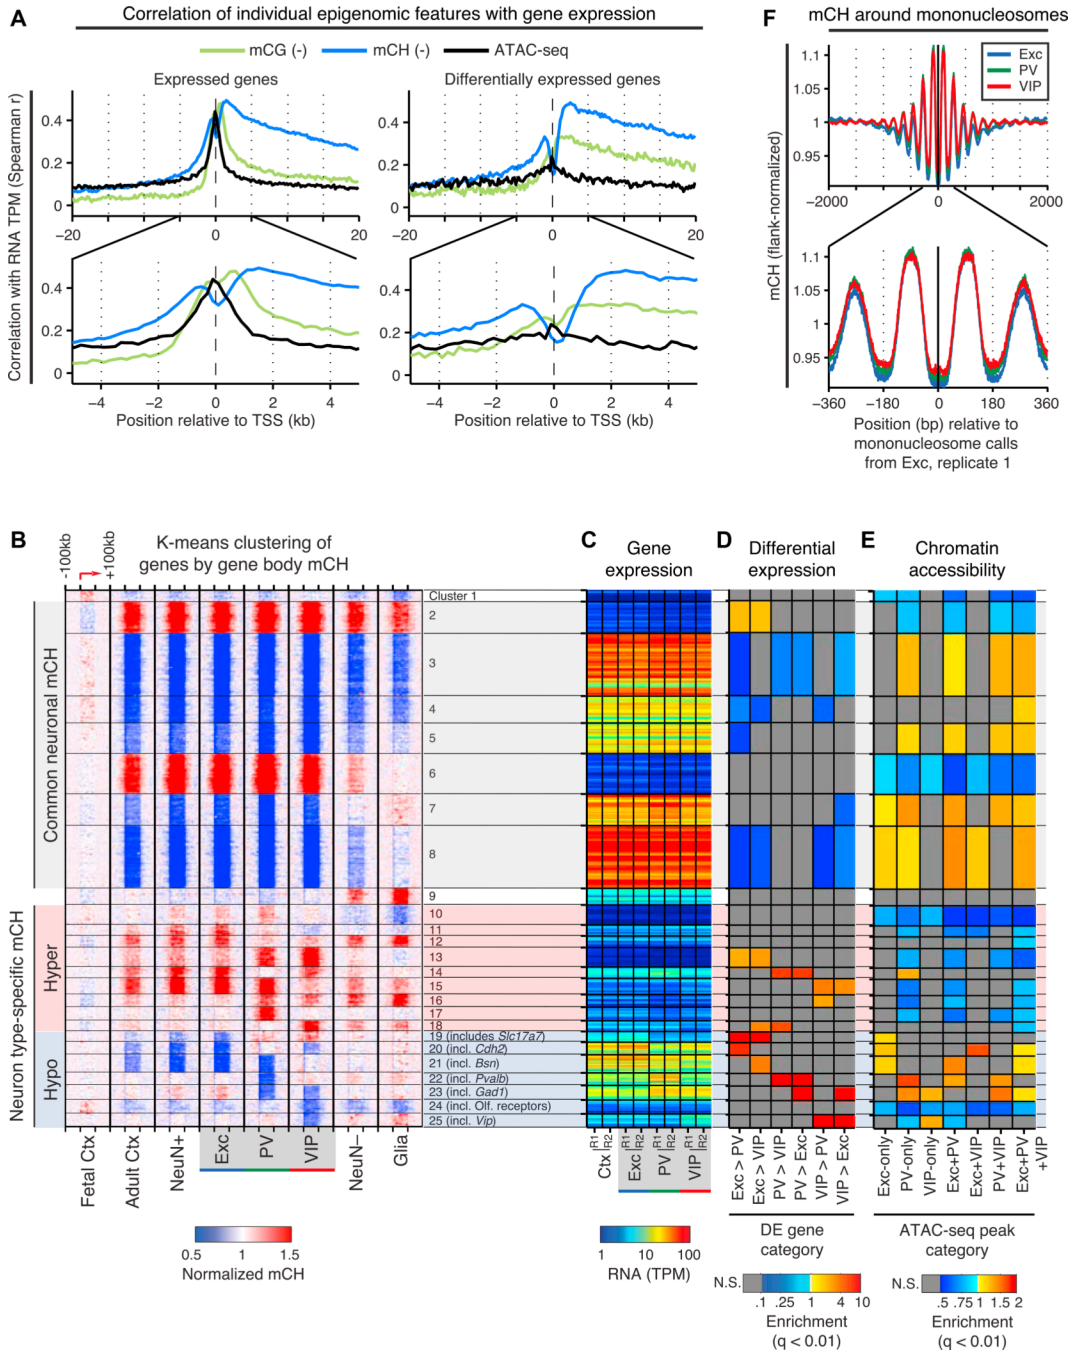 A
Correlation of individual epigenomic features with gene expression
mCG (-) mCH (-) ATAC-seq
Expressed genes
Differentially expressed genes
Correlation with RNA TPM (Spearman r)
0.4
0.2
0
−20 0 20
0.4
0.2
0
−20 0 20
0.4
0.2
0
−4 −2 0 2 4
Position relative to TSS (kb)
0.4
0.2
0
−4 −2 0 2 4
Position relative to TSS (kb)
F
mCH around mononucleosomes
Exc
PV
VIP
mCH (flank-normalized)
1.1
1.05
1
0.95
−2000 0 2000
1.1
1.05
1
0.95
−360 −180 0 180 360
Position (bp) relative to
mononucleosome calls
from Exc, replicate 1
B
-100kb
+100kb
K-means clustering of
genes by gene body mCH
Common neuronal mCH
Neuron type-specific mCH
Hyper
Hypo
Cluster 1
2
3
4
5
6
7
8
9
10
11
12
13
14
15
16
17
18
19 (includes Slc17a7)
20 (incl. Cdh2)
21 (incl. Bsn)
22 (incl. Pvalb)
23 (incl. Gad1)
24 (incl. Olf. receptors)
25 (incl. Vip)
Fetal Ctx
Adult Ctx
NeuN+
Exc
PV
VIP
NeuN−
Glia
0.5 1 1.5
Normalized mCH
C
Gene
expression
Ctx R1 R2
Exc R1 R2
PV R1 R2
VIP R1 R2
1 10 100
RNA (TPM)
D
Differential
expression
Exc > PV
Exc > VIP
PV > VIP
PV > Exc
VIP > PV
VIP > Exc
DE gene
category
N.S.
.1 .25 1 4 10
Enrichment
(q < 0.01)
E
Chromatin
accessibility
Exc-only
PV-only
VIP-only
Exc+PV
Exc+VIP
PV+VIP
Exc+PV
+VIP
ATAC-seq peak
category
N.S.
.5 .75 1 1.5 2
Enrichment
(q < 0.01)